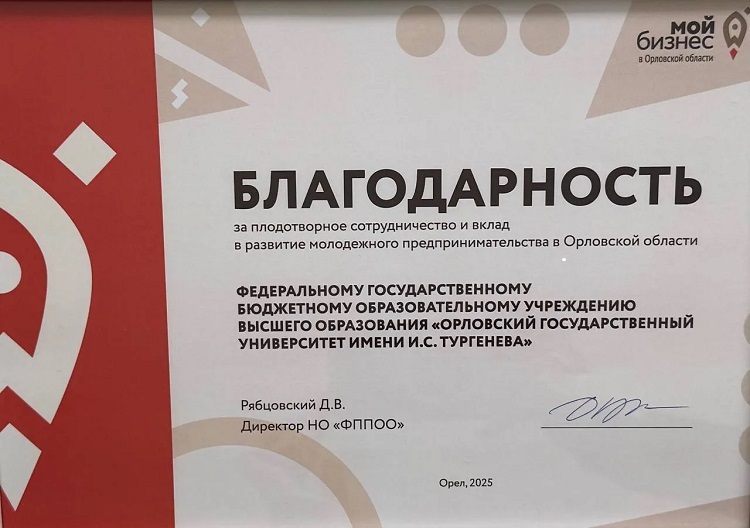 мой
бизнес
в Орловской области
БЛАГОДАРНОСТЬ
за плодотворное сотрудничество и вклад
в развитие молодежного предпринимательства в Орловской области
ФЕДЕРАЛЬНОМУ ГОСУДАРСТВЕННОМУ
БЮДЖЕТНОМУ ОБРАЗОВАТЕЛЬНОМУ УЧРЕЖДЕНИЮ
ВЫСШЕГО ОБРАЗОВАНИЯ «ОРЛОВСКИЙ ГОСУДАРСТВЕННЫЙ
УНИВЕРСИТЕТ ИМЕНИ И.С. ТУРГЕНЕВА»
Рябцовский Д.В.
Директор НО «ФППОО»
Орел, 2025